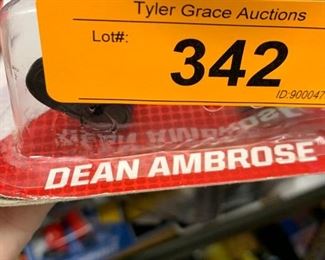 Tyler Grace Auctions
Lot#:
342
ID:900047
DEAN AMBROSE